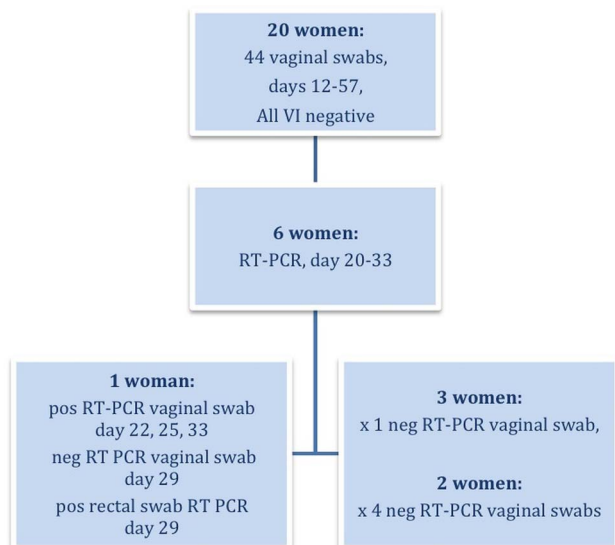 20 women:
44 vaginal swabs,
days 12-57,
All VI negative
6 women:
RT-PCR, day 20-33
1 woman:
pos RT-PCR vaginal swab
day 22, 25, 33
neg RT PCR vaginal swab
day 29
pos rectal swab RT PCR
day 29
3 women:
x 1 neg RT-PCR vaginal swab,
2 women:
x 4 neg RT-PCR vaginal swabs